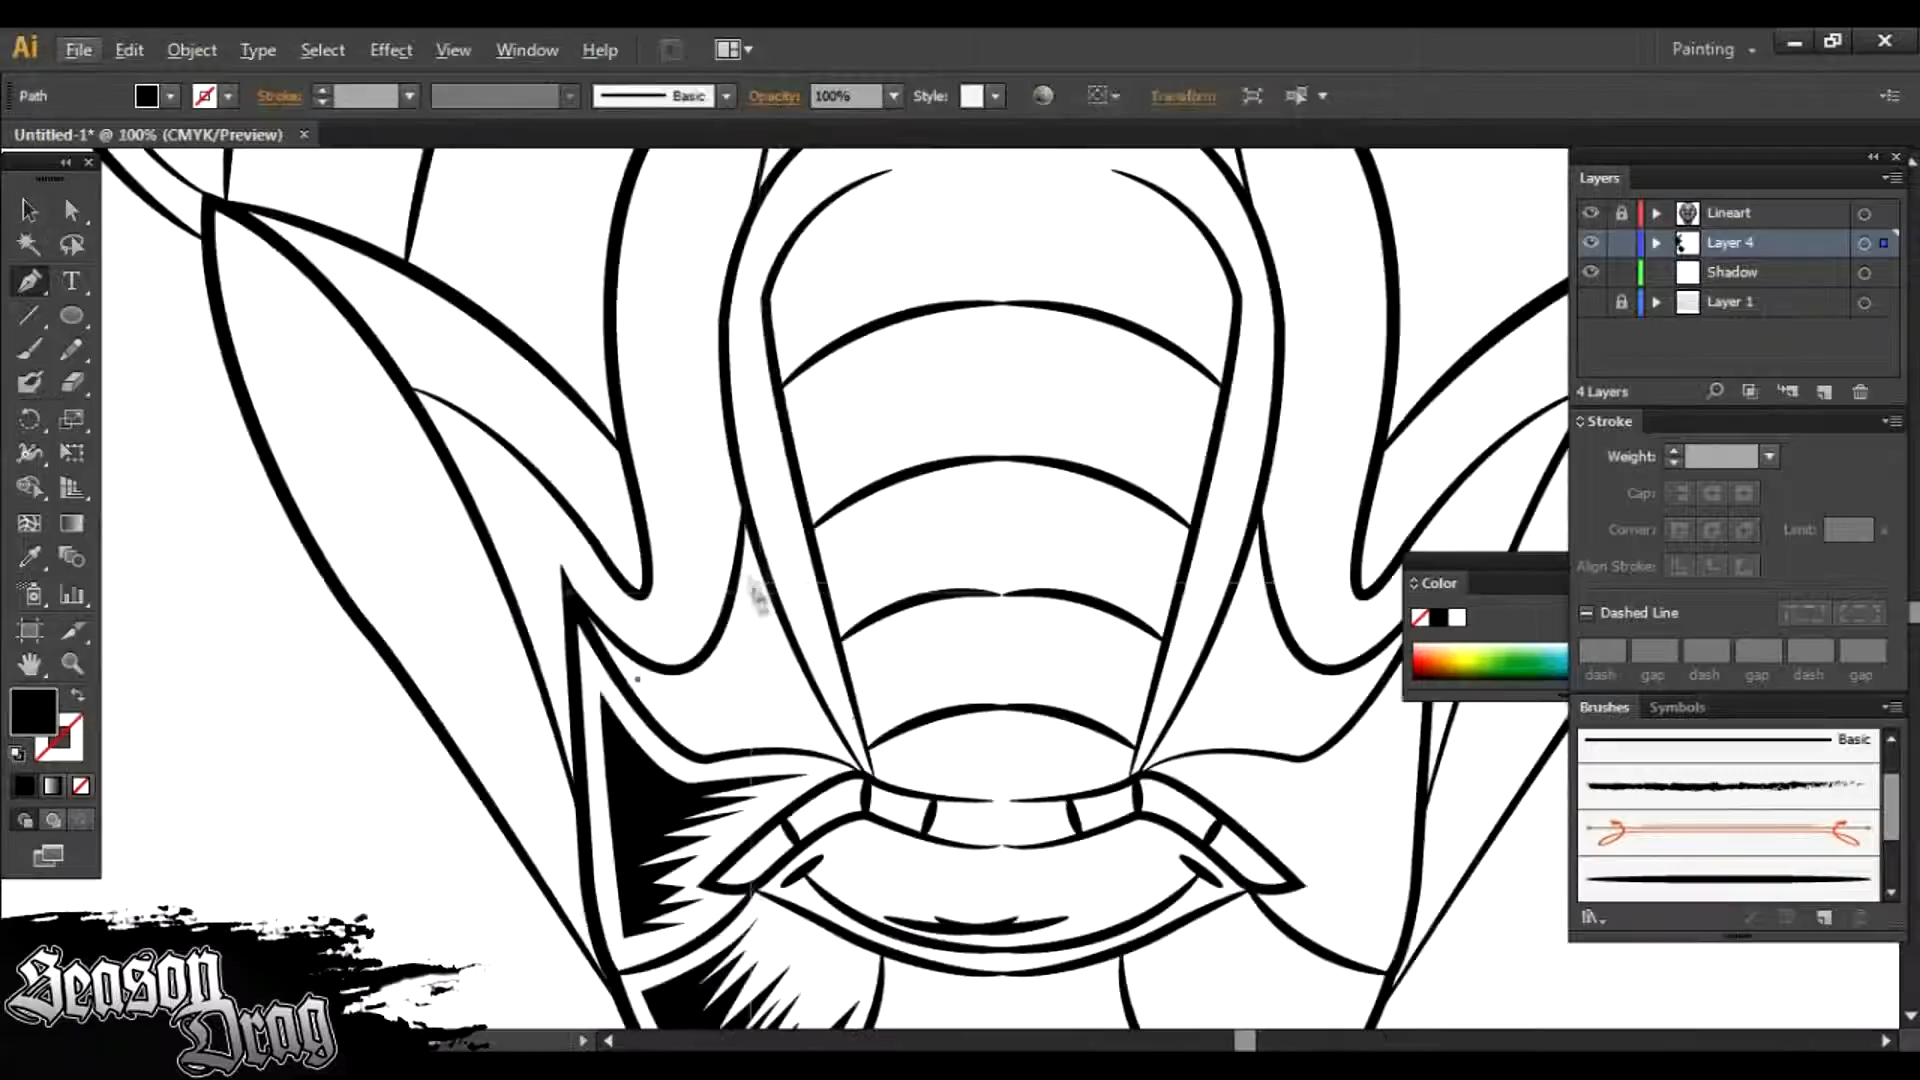 Ai File Edit Object Type Select Effect View Window Help Painting
Path Stroke: Basic Opacity: 100% Style: Transform
Untitled-1* @ 100% (CMYK/Preview)
Layers
Lineart
Layer 4
Shadow
Layer 1
4 Layers
Stroke
Weight:
Cap:
Corner: Limit:
Align Stroke:
Color
Dashed Line
dash gap dash gap dash gap
Brushes Symbols
Basic
T
Season
Drag